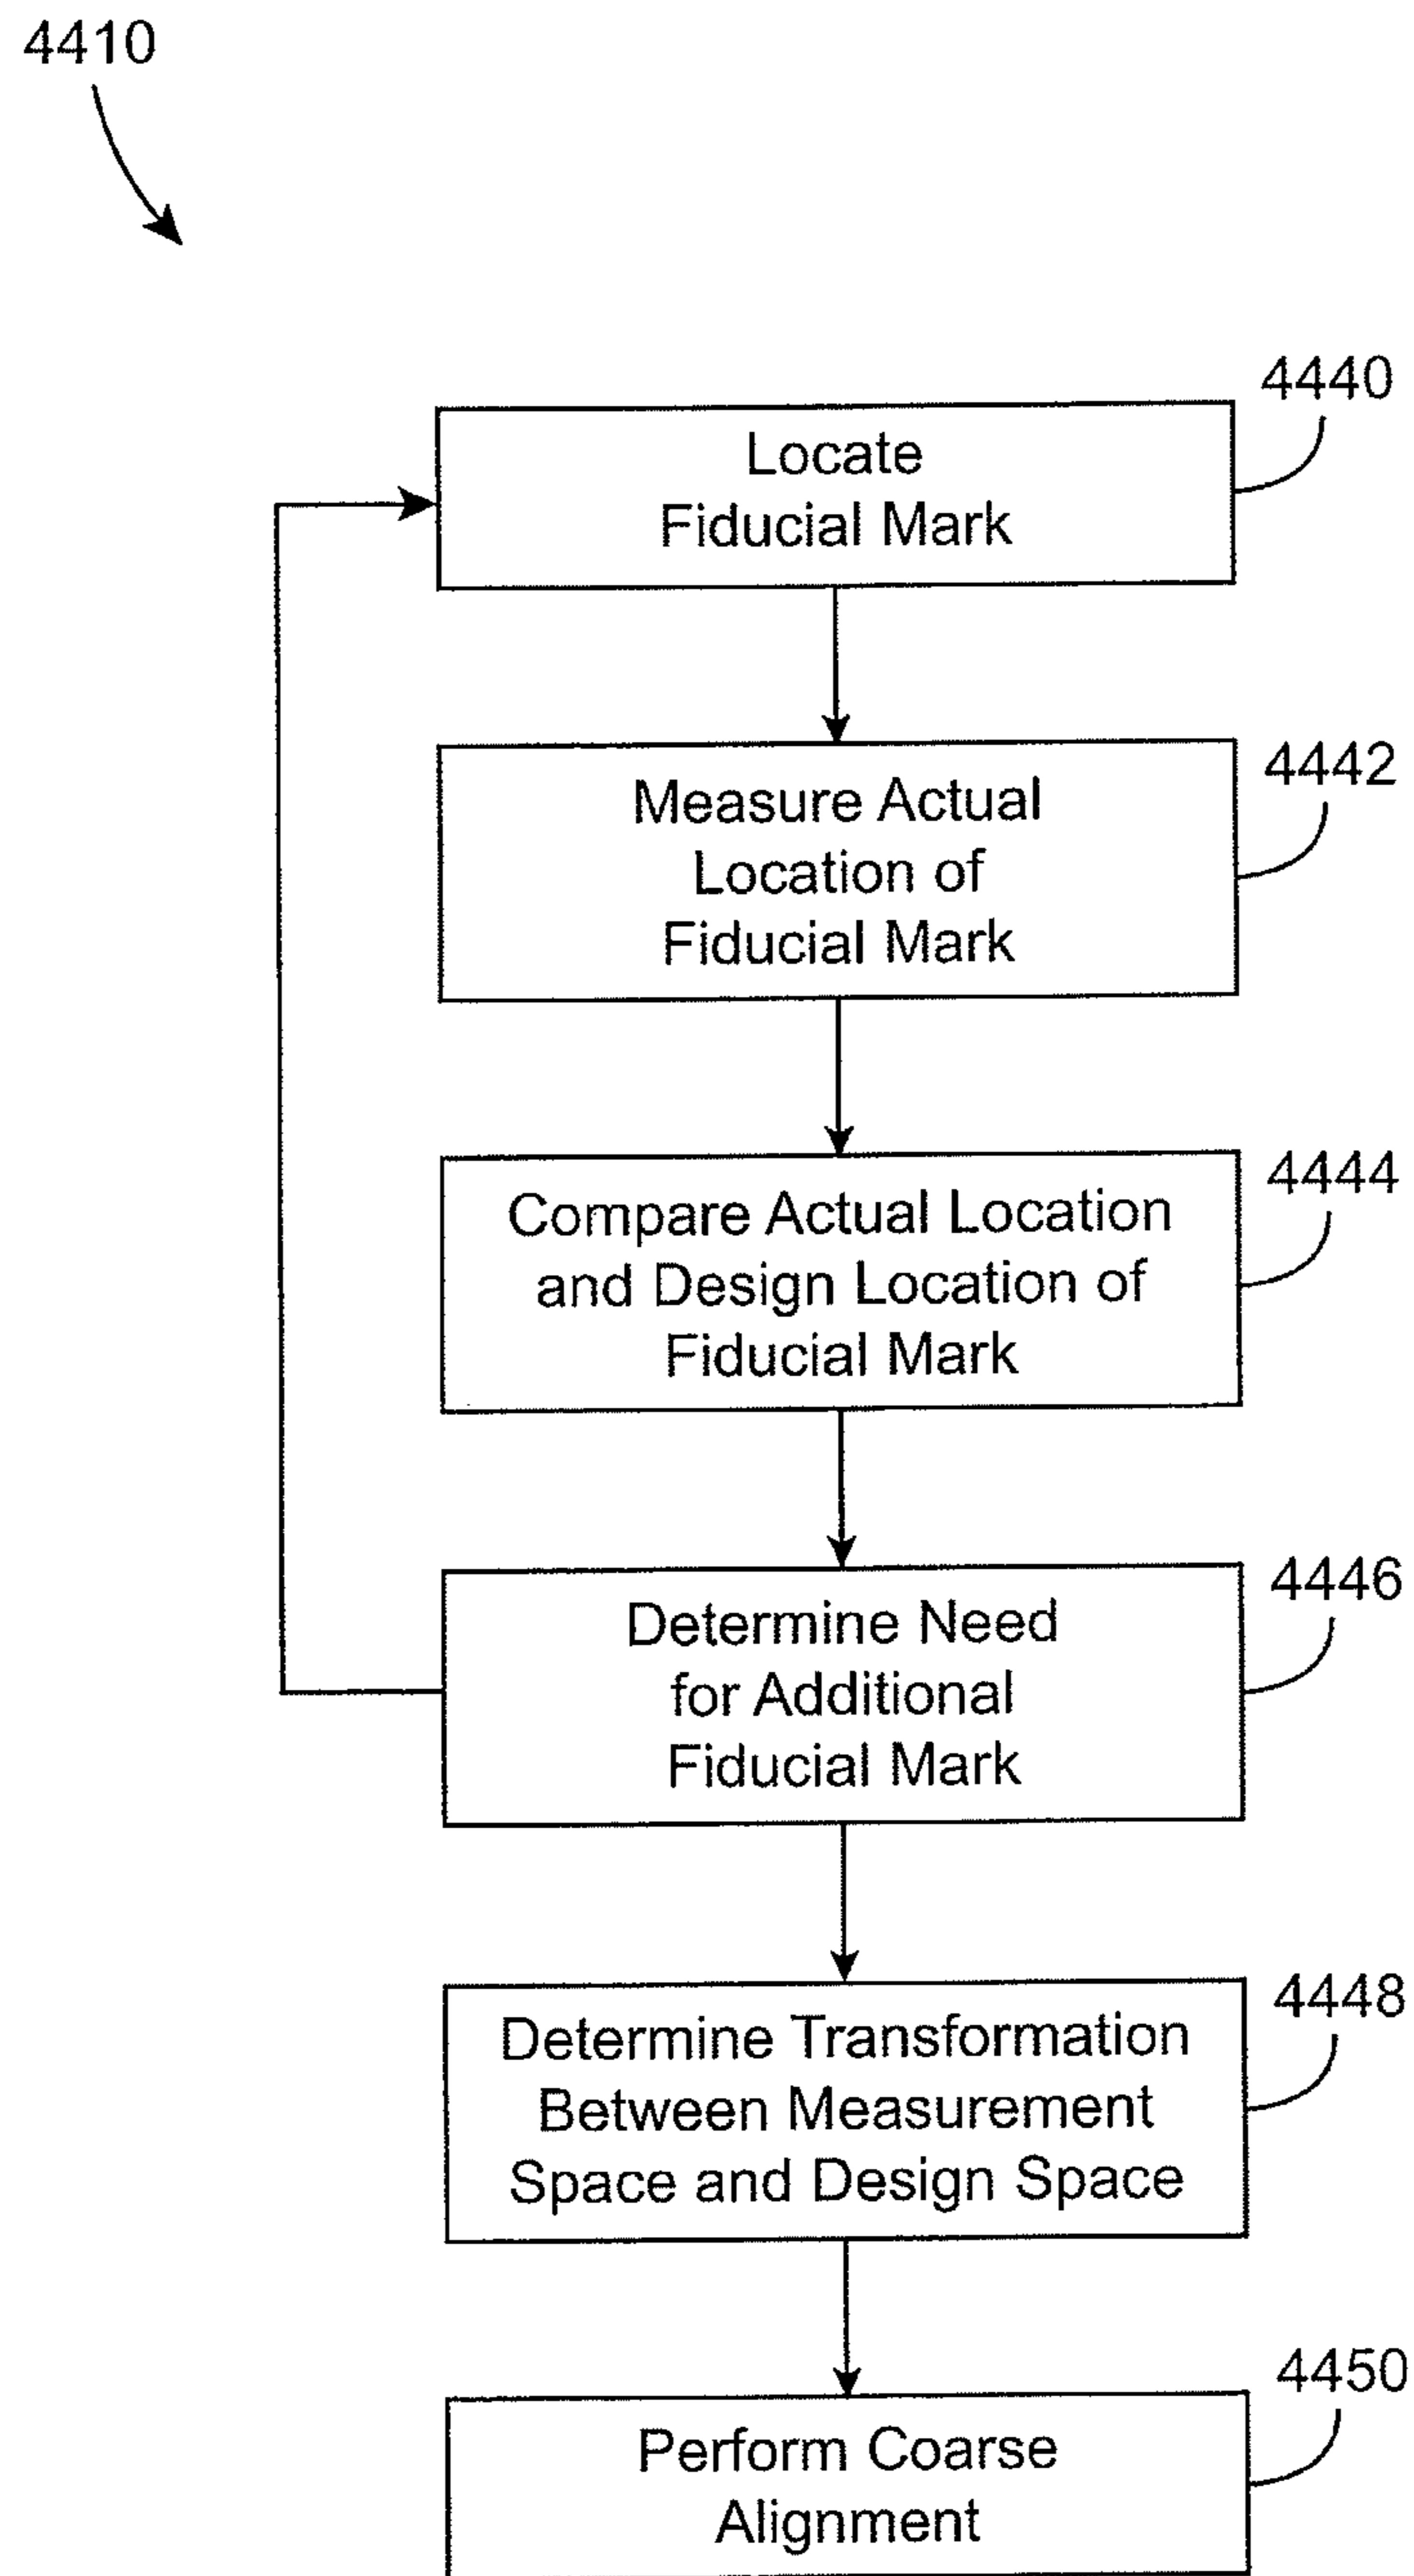 4410
4440
Locate
Fiducial Mark
4442
Measure Actual
Location of
Fiducial Mark
4444
Compare Actual Location
and Design Location of
Fiducial Mark
4446
Determine Need
for Additional
Fiducial Mark
4448
Determine Transformation
Between Measurement
Space and Design Space
4450
Perform Coarse
Alignment